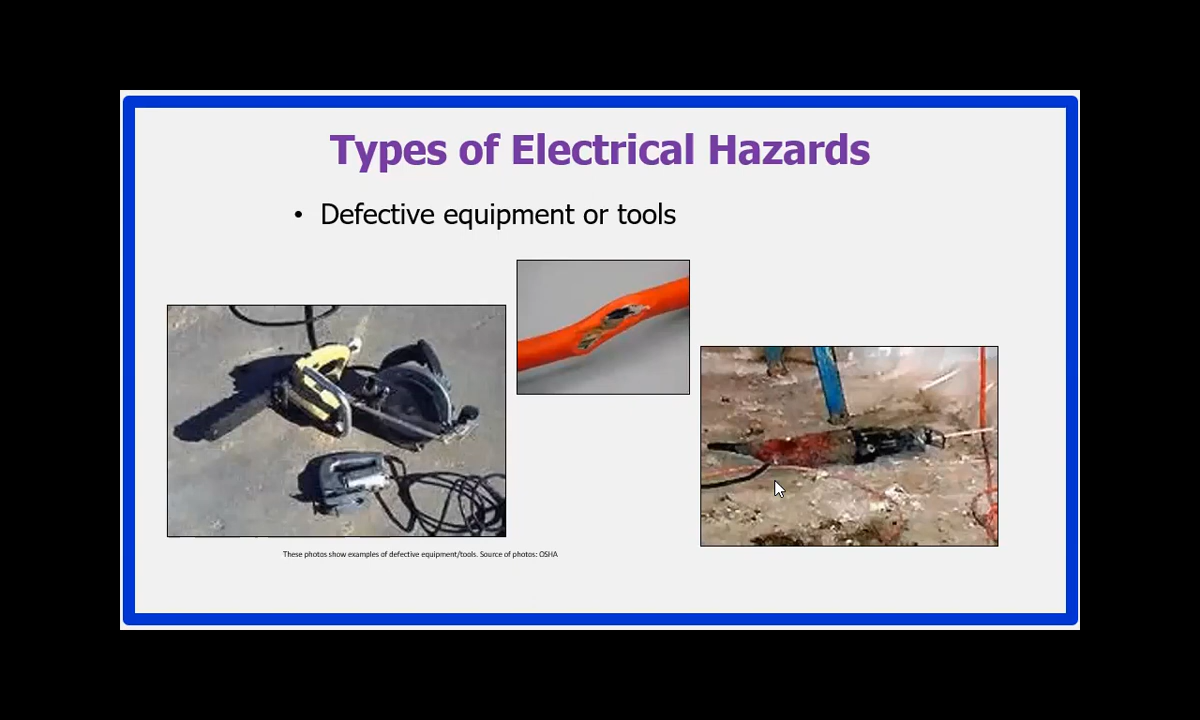 Types of Electrical Hazards
• Defective equipment or tools
These photos show examples of defective equipment/tools. Source of photos: OSHA